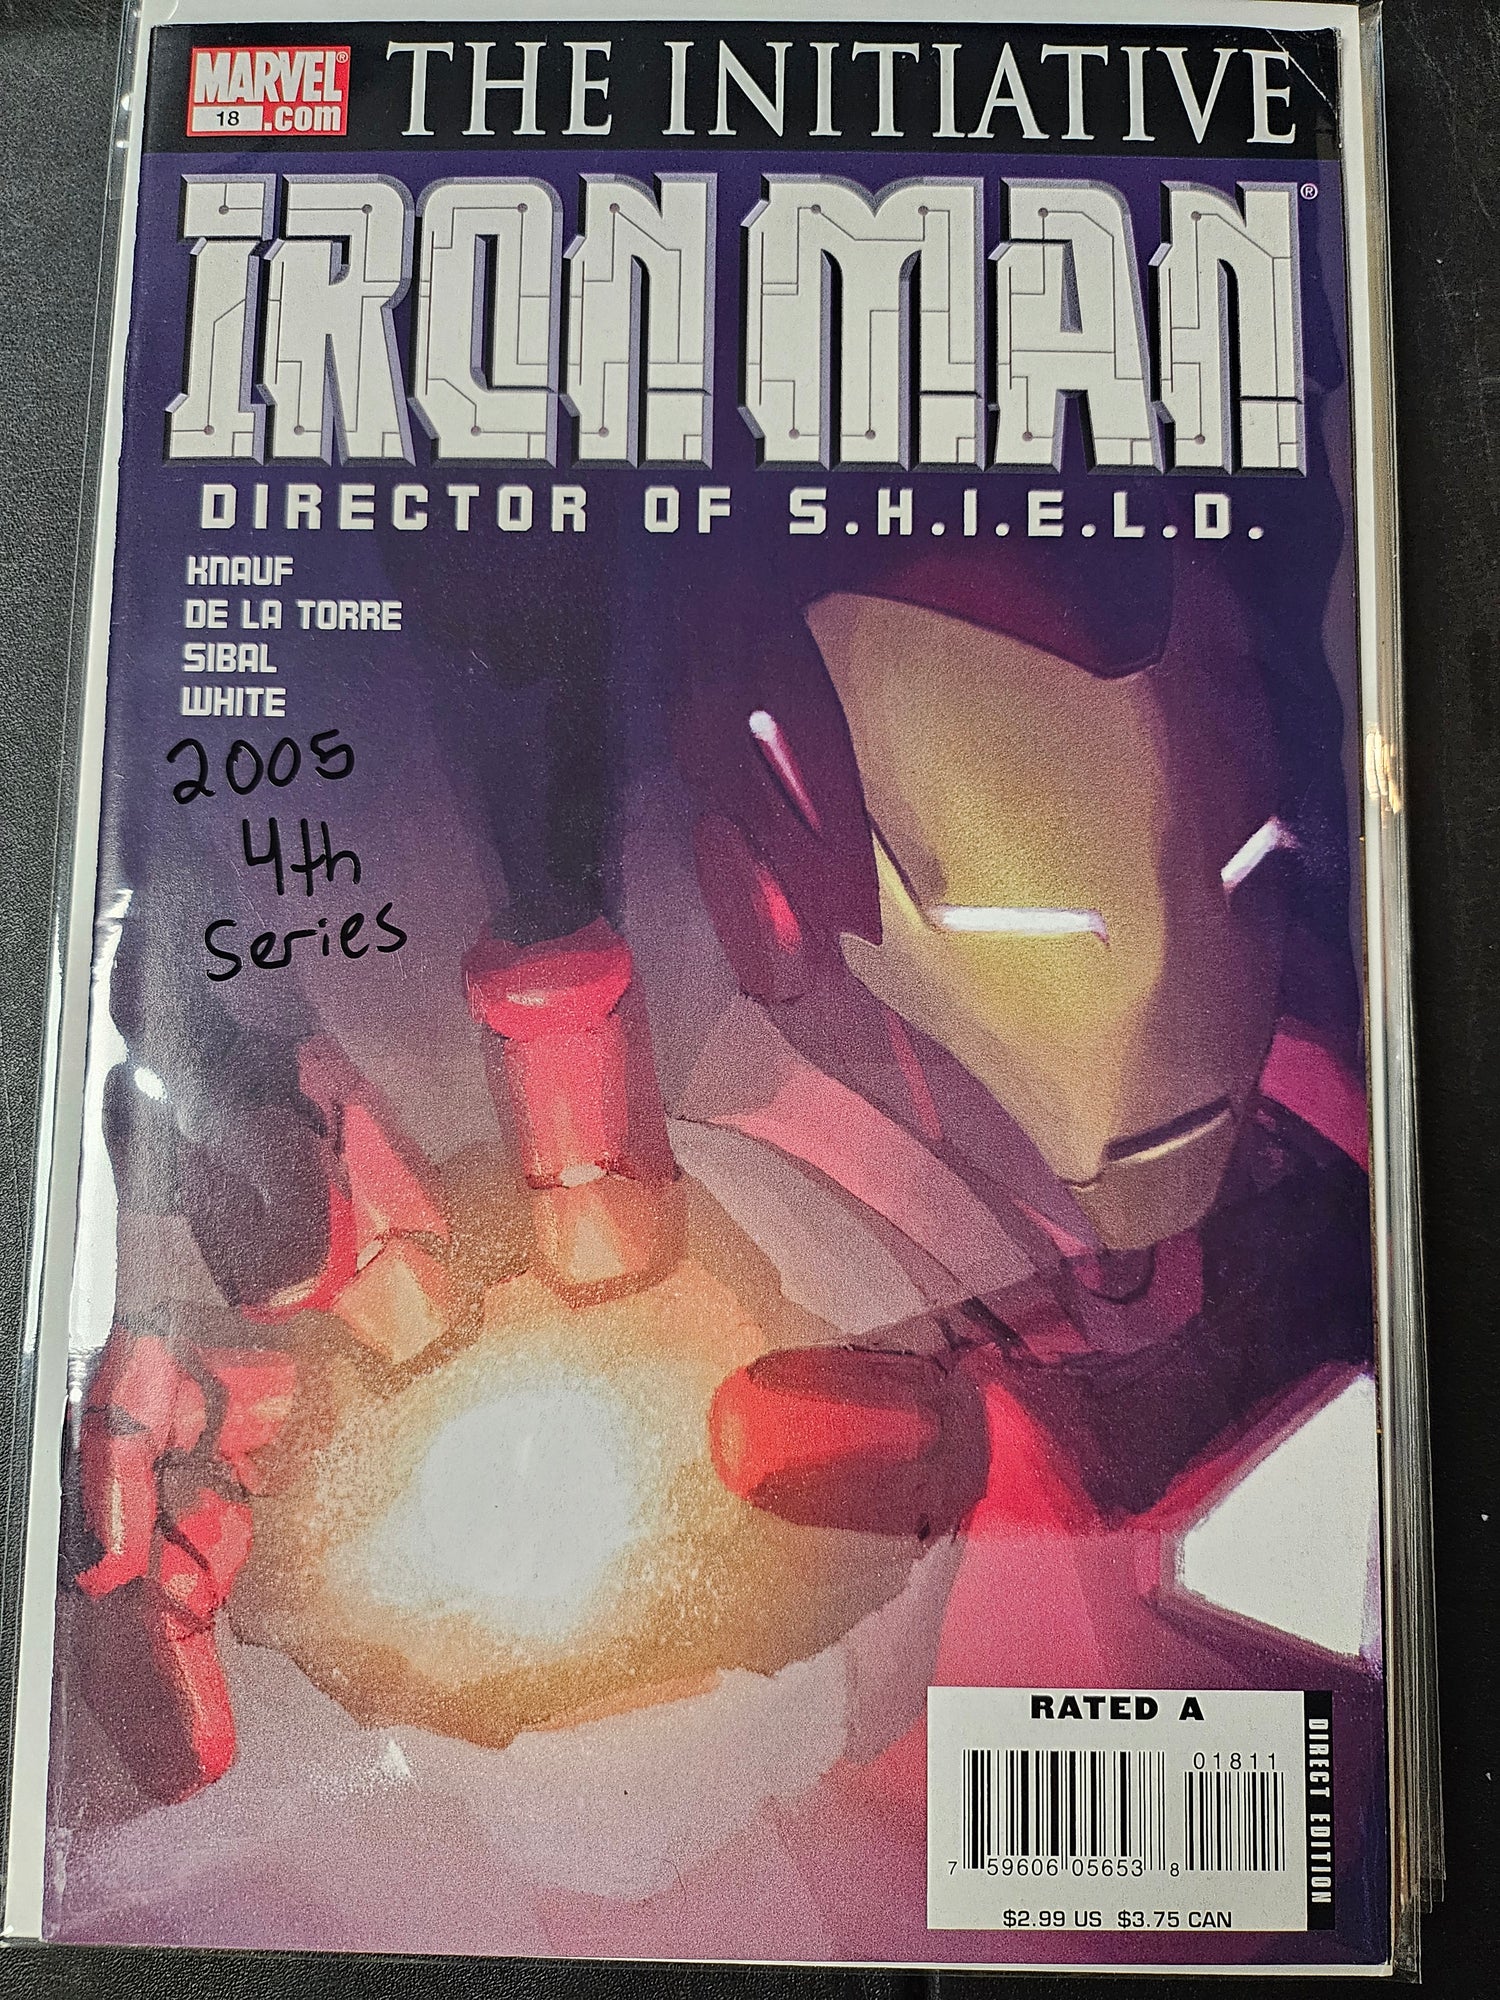 MARVEL®
18 .com
THE INITIATIVE
IRON MAN®
DIRECTOR OF S.H.I.E.L.D.
KNAUF
DE LA TORRE
SIBAL
WHITE
2005
4th
Series
RATED A
01811
7 59606 05653 8
DIRECT EDITION
$2.99 US $3.75 CAN